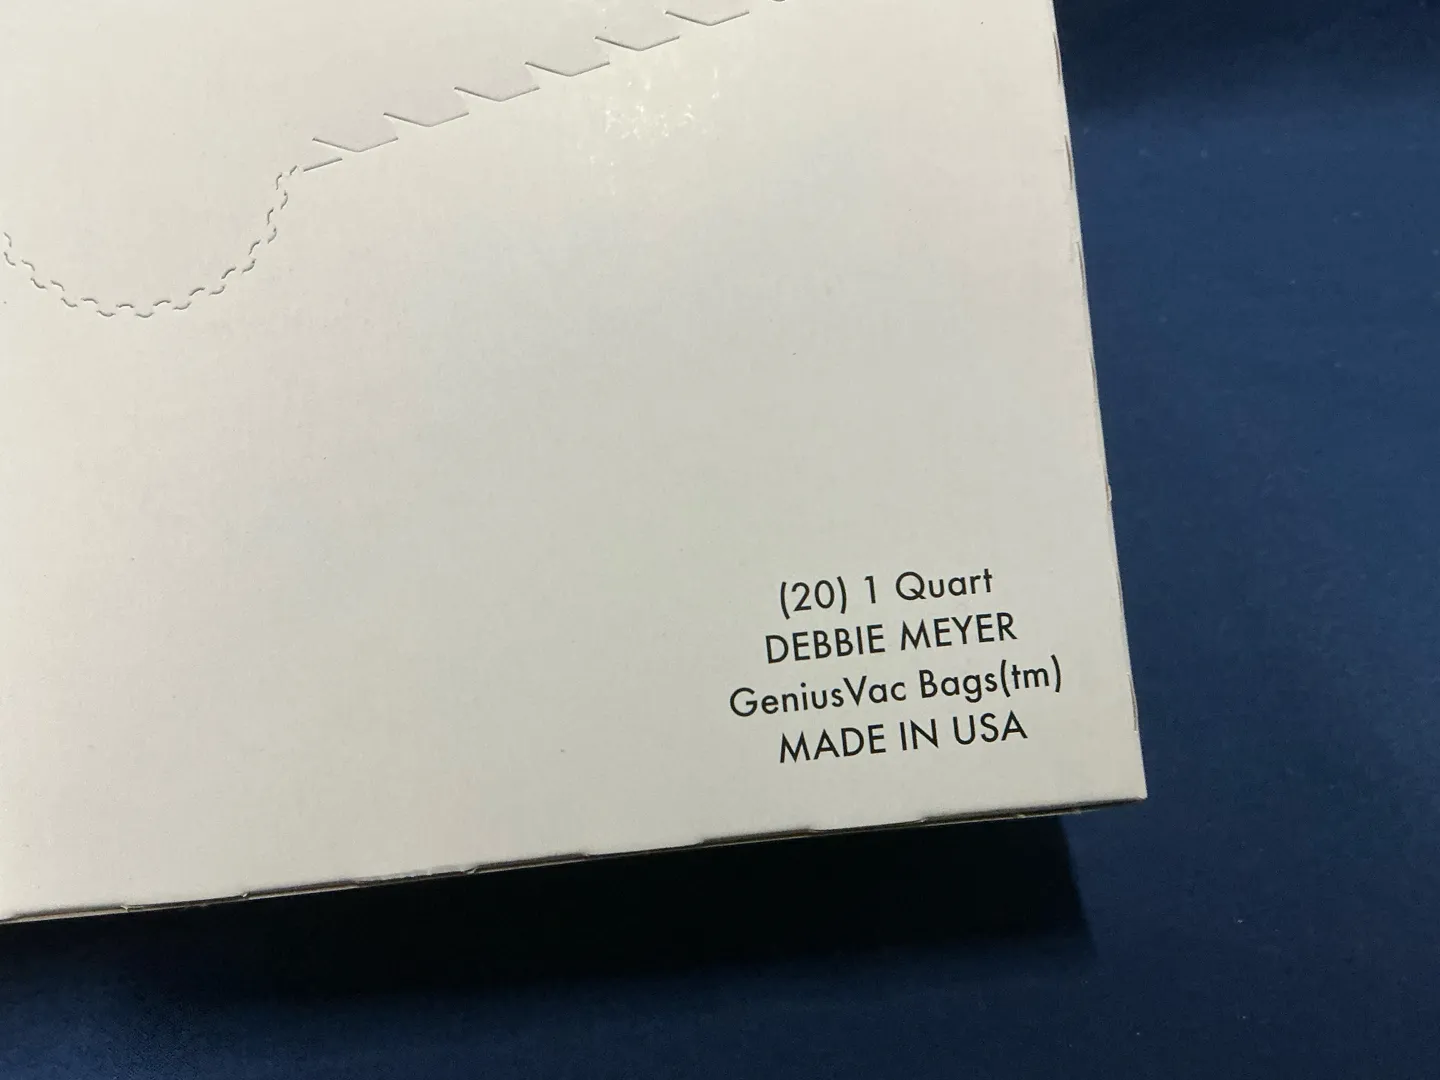 (20) 1 Quart
DEBBIE MEYER
GeniusVac Bags(tm)
MADE IN USA